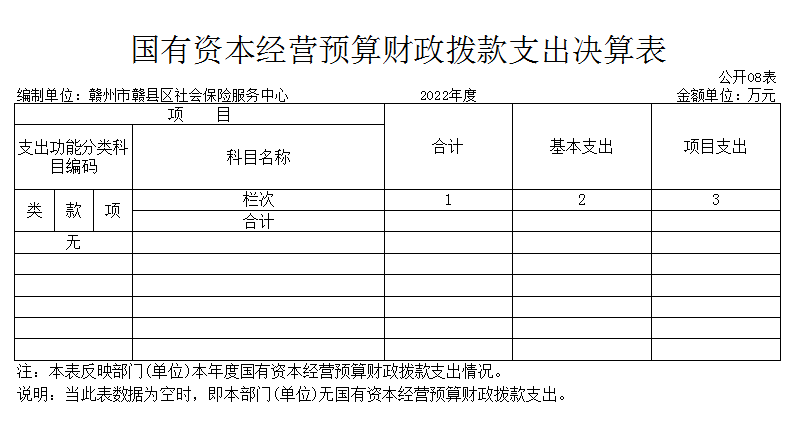 国有资本经营预算财政拨款支出决算表
公开08表
编制单位：赣州市赣县区社会保险服务中心 2022年度 金额单位：万元
项 目
支出功能分类科
目编码
科目名称 合计 基本支出 项目支出
类 款 项 栏次 1 2 3
合计
无
注：本表反映部门(单位)本年度国有资本经营预算财政拨款支出情况。
说明：当此表数据为空时，即本部门(单位)无国有资本经营预算财政拨款支出。